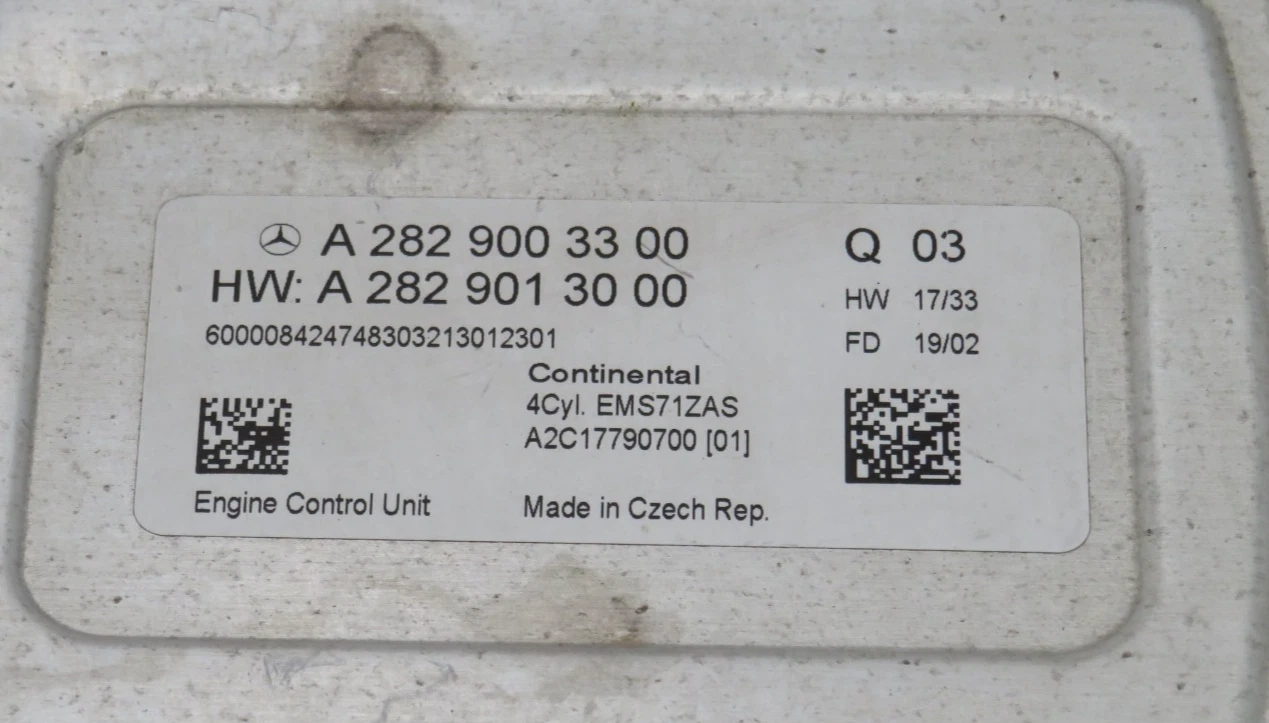 A 282 900 33 00
HW: A 282 901 30 00
600008424748303213012301
Q 03
HW 17/33
FD 19/02
Continental
4Cyl. EMS71ZAS
A2C17790700 [01]
Engine Control Unit
Made in Czech Rep.